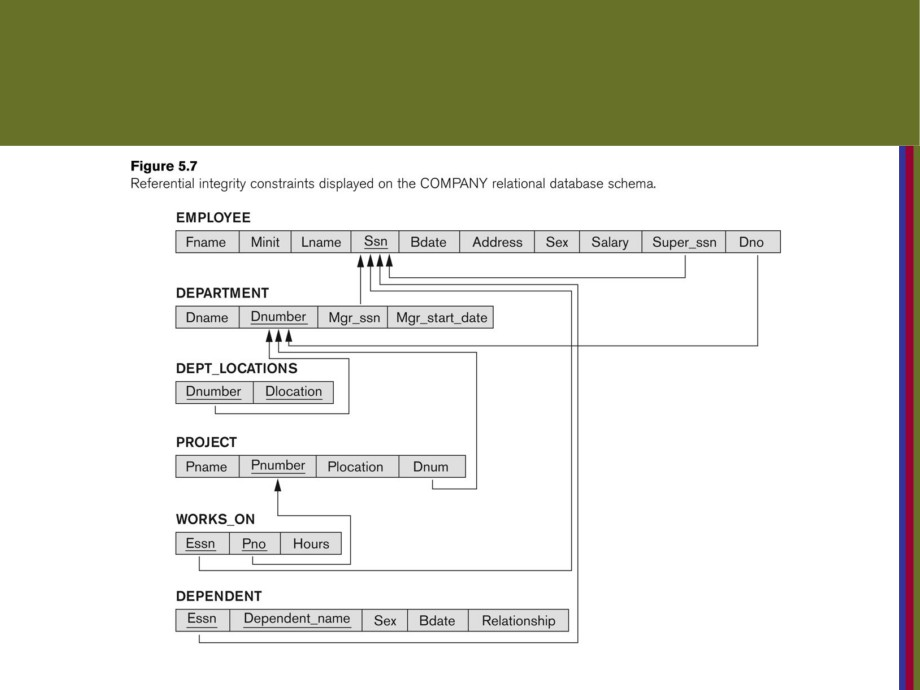 Figure 5.7
Referential integrity constraints displayed on the COMPANY relational database schema.
EMPLOYEE
Fname Minit Lname Ssn Bdate Address Sex Salary Super_ssn Dno
DEPARTMENT
Dname Dnumber Mgr_ssn Mgr_start_date
DEPT_LOCATIONS
Dnumber Dlocation
PROJECT
Pname Pnumber Plocation Dnum
WORKS_ON
Essn Pno Hours
DEPENDENT
Essn Dependent_name Sex Bdate Relationship